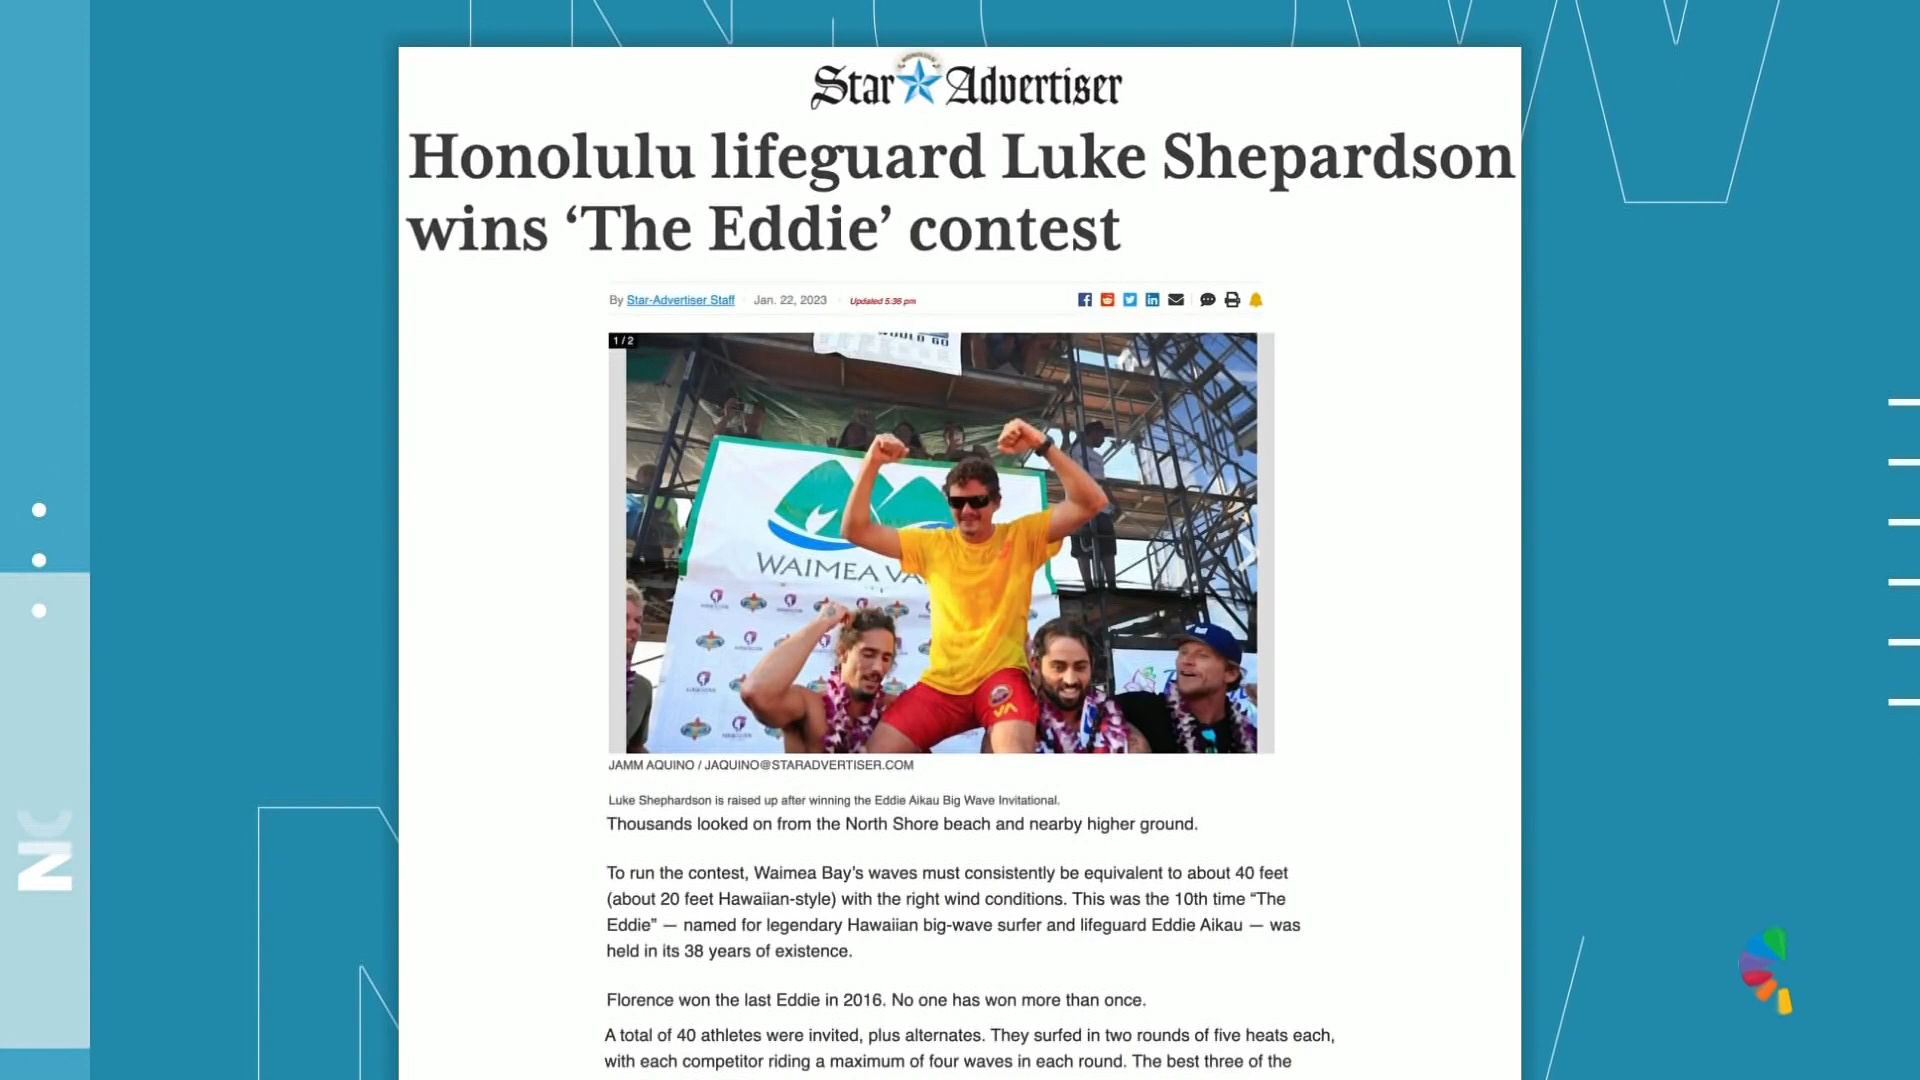 Star Advertiser
Honolulu lifeguard Luke Shepardson
wins ‘The Eddie’ contest
By Star-Advertiser Staff Jan. 22, 2023 Updated 5:36 pm
1 / 2
WOULD GO
WAIMEA VA
VA
JAMM AQUINO / JAQUINO@STARADVERTISER.COM
Luke Shephardson is raised up after winning the Eddie Aikau Big Wave Invitational.
Thousands looked on from the North Shore beach and nearby higher ground.
To run the contest, Waimea Bay’s waves must consistently be equivalent to about 40 feet
(about 20 feet Hawaiian-style) with the right wind conditions. This was the 10th time “The
Eddie” — named for legendary Hawaiian big-wave surfer and lifeguard Eddie Aikau — was
held in its 38 years of existence.
Florence won the last Eddie in 2016. No one has won more than once.
A total of 40 athletes were invited, plus alternates. They surfed in two rounds of five heats each,
with each competitor riding a maximum of four waves in each round. The best three of the